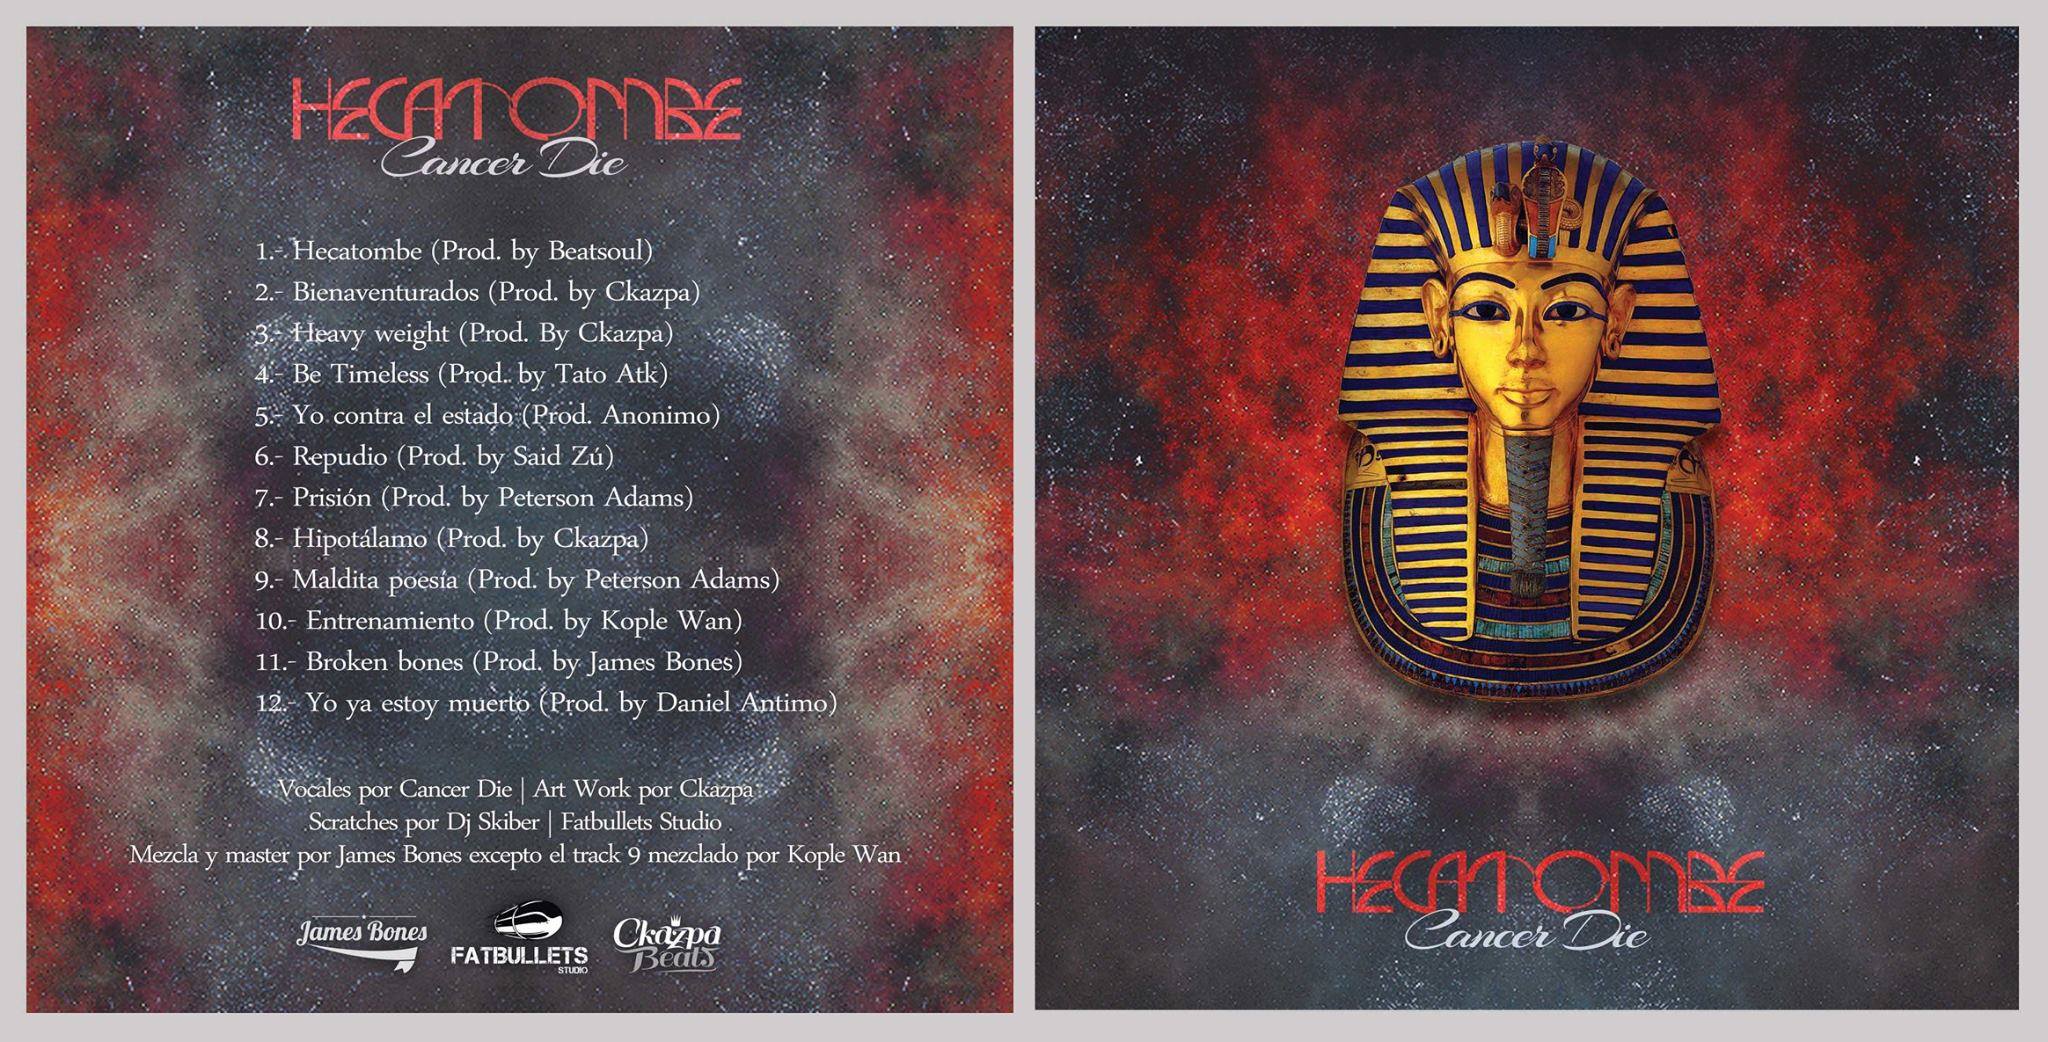 HECATOMBE
Cancer Die
1.- Hecatombe (Prod. by Beatsoul)
2.- Bienaventurados (Prod. by Ckazpa)
3.- Heavy weight (Prod. By Ckazpa)
4.- Be Timeless (Prod. by Tato Atk)
5.- Yo contra el estado (Prod. Anonimo)
6.- Repudio (Prod. by Said Zú)
7.- Prisión (Prod. by Peterson Adams)
8.- Hipotálamo (Prod. by Ckazpa)
9.- Maldita poesía (Prod. by Peterson Adams)
10.- Entrenamiento (Prod. by Kople Wan)
11.- Broken bones (Prod. by James Bones)
12.- Yo ya estoy muerto (Prod. by Daniel Antimo)
Vocales por Cancer Die | Art Work por Ckazpa
Scratches por Dj Skiber | Fatbullets Studio
Mezcla y master por James Bones excepto el track 9 mezclado por Kople Wan
James Bones
FATBULLETS
STUDIO
Ckazpa
Beats
HECATOMBE
Cancer Die